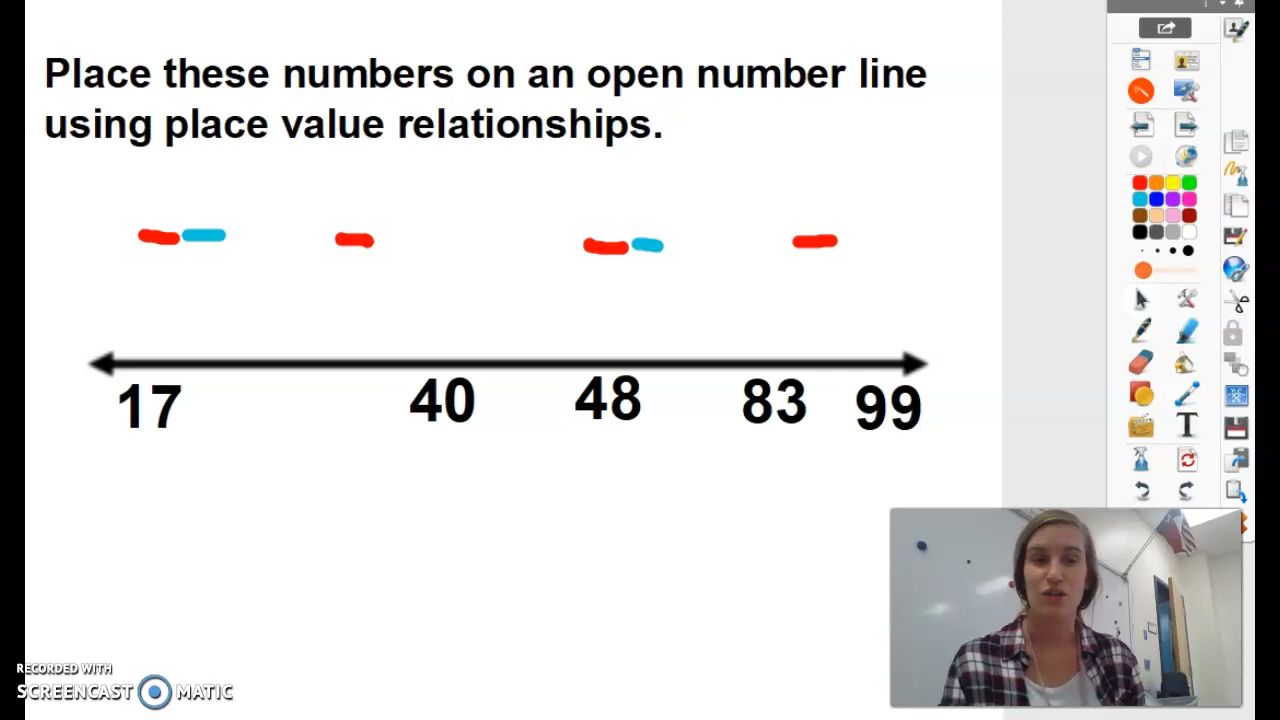 Place these numbers on an open number line
using place value relationships.
17 40 48 83 99
T
RECORDED WITH
SCREENCAST MATIC